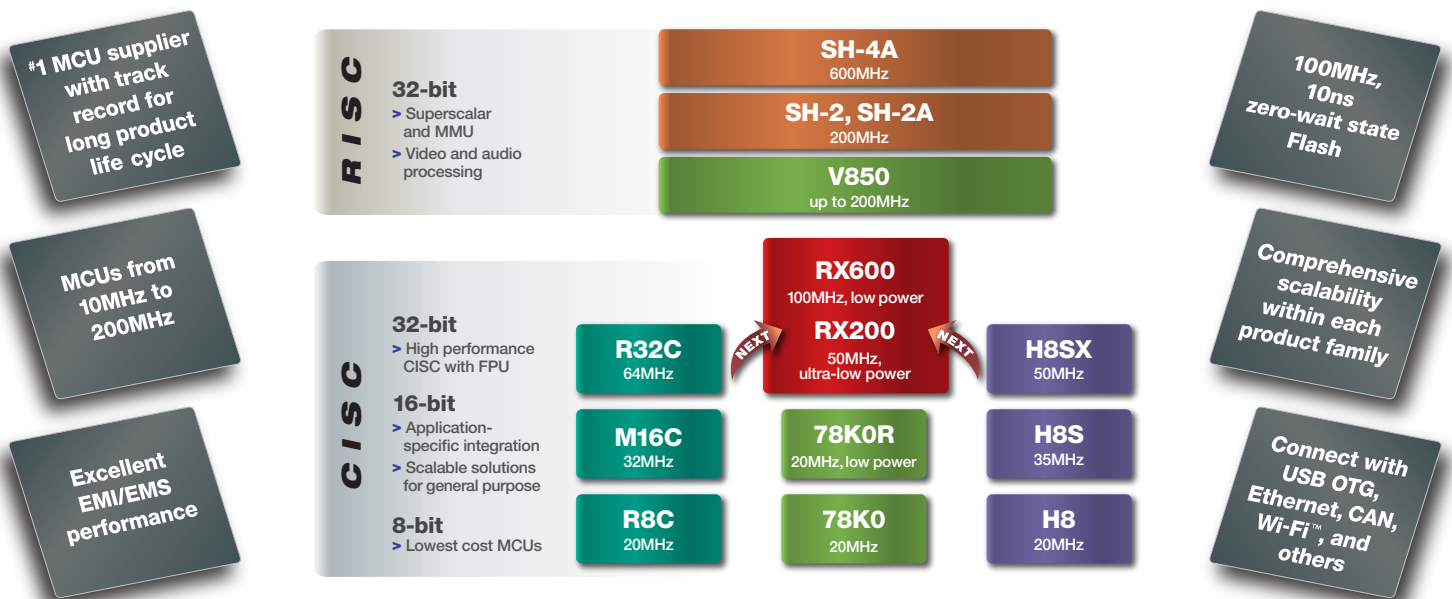 #1 MCU supplier
with track
record for
long product
life cycle
MCUs from
10MHz to
200MHz
Excellent
EMI/EMS
performance
RISC
32-bit
> Superscalar
and MMU
> Video and audio
processing
SH-4A
600MHz
SH-2, SH-2A
200MHz
V850
up to 200MHz
CISC
32-bit
> High performance
CISC with FPU
16-bit
> Application-
specific integration
> Scalable solutions
for general purpose
8-bit
> Lowest cost MCUs
R32C
64MHz
M16C
32MHz
R8C
20MHz
NEXT
RX600
100MHz, low power
RX200
50MHz,
ultra-low power
NEXT
78K0R
20MHz, low power
78K0
20MHz
H8SX
50MHz
H8S
35MHz
H8
20MHz
100MHz,
10ns
zero-wait state
Flash
Comprehensive
scalability
within each
product family
Connect with
USB OTG,
Ethernet, CAN,
Wi-Fi™, and
others